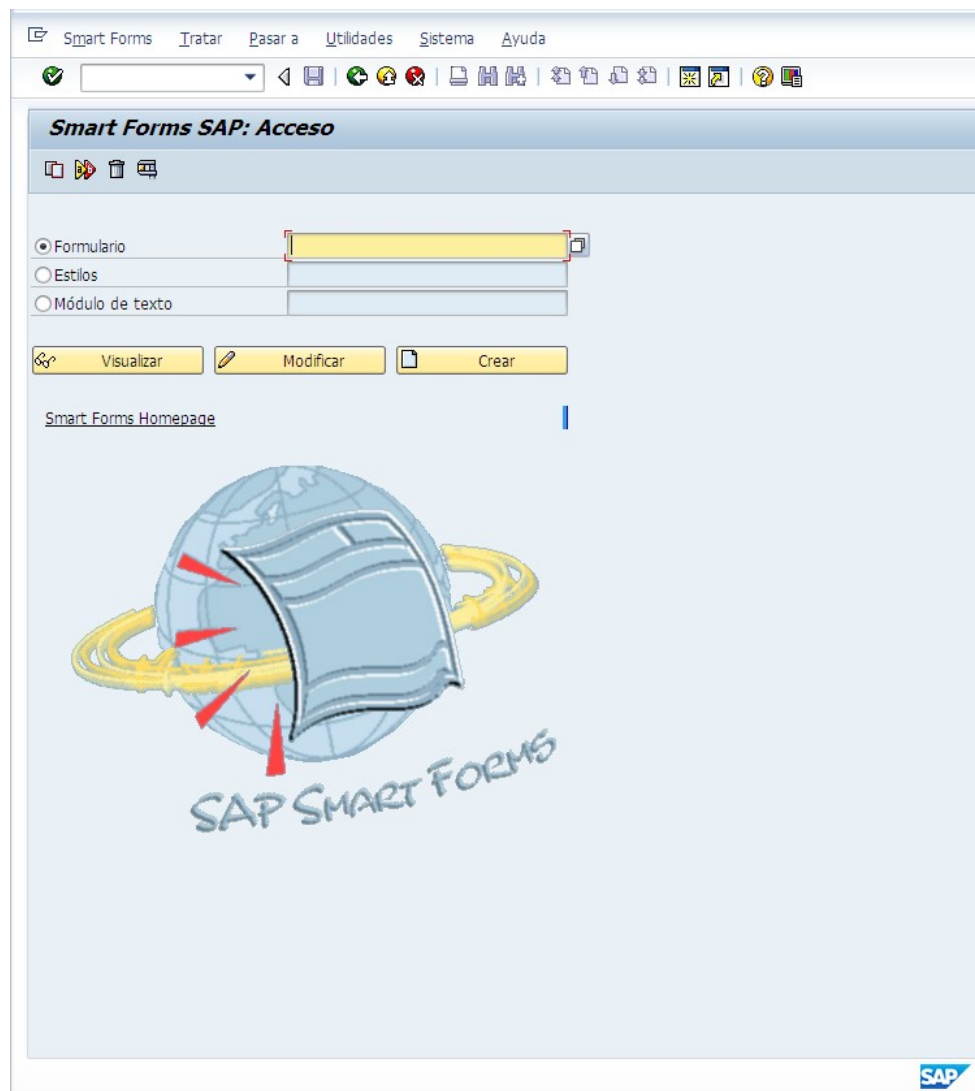 Smart Forms Tratar Pasar a Utilidades Sistema Ayuda
Smart Forms SAP: Acceso
Formulario
Estilos
Módulo de texto
Visualizar Modificar Crear
Smart Forms Homepage
SAP SMART FORMS
SAP